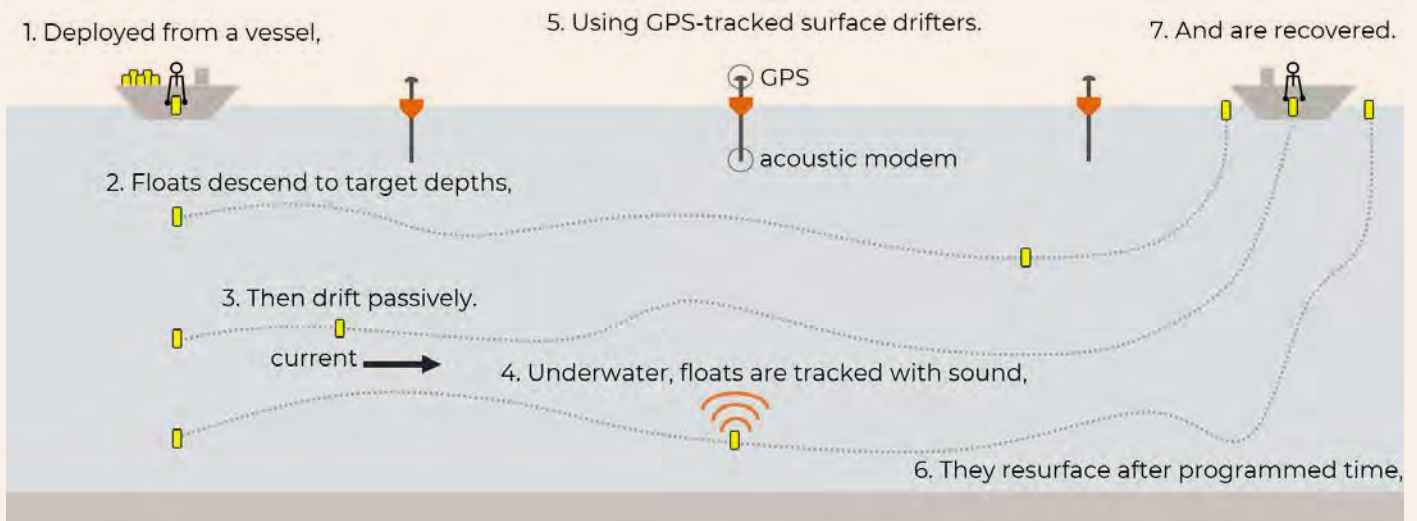 1. Deployed from a vessel,
5. Using GPS-tracked surface drifters.
7. And are recovered.
GPS
acoustic modem
2. Floats descend to target depths,
3. Then drift passively.
current
4. Underwater, floats are tracked with sound,
6. They resurface after programmed time,